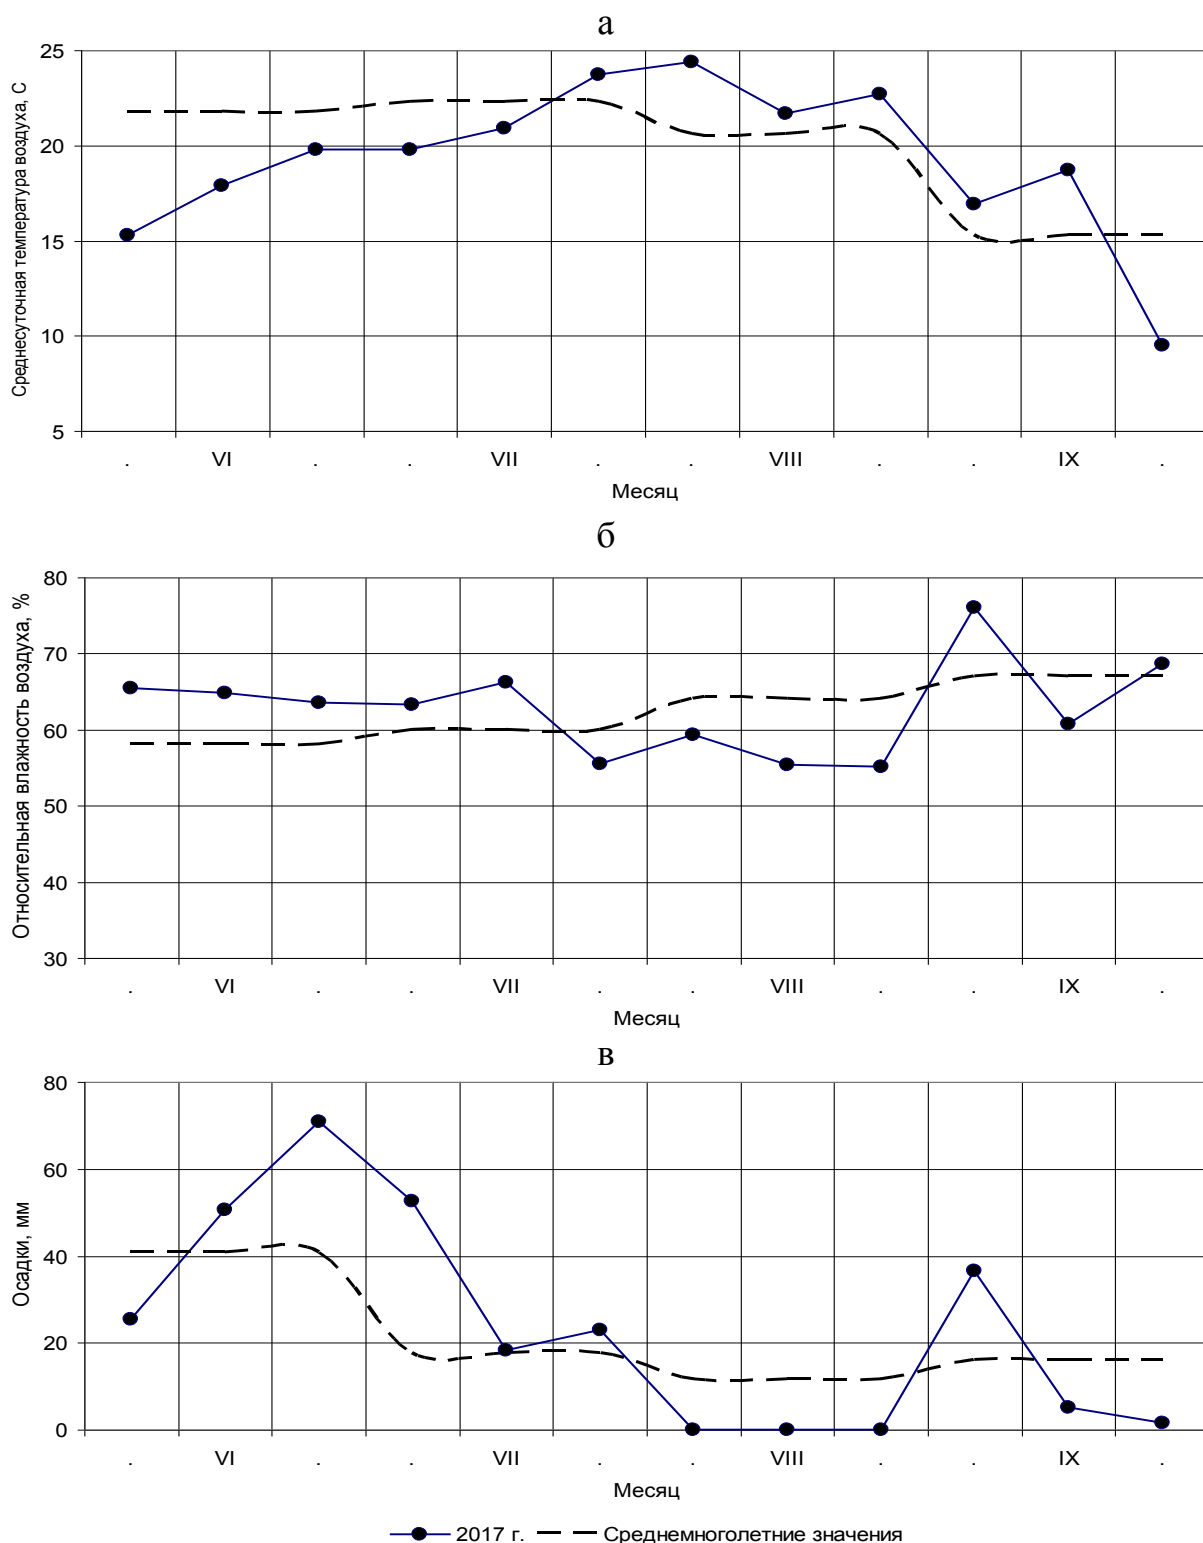 а
Среднесуточная температура воздуха, С
25
20
15
10
5
. VI . . VII . . VIII . . IX .
Месяц
б
Относительная влажность воздуха, %
80
70
60
50
40
30
. VI . . VII . . VIII . . IX .
Месяц
в
Осадки, мм
80
60
40
20
0
. VI . . VII . . VIII . . IX .
Месяц
2017 г. Среднемноголетние значения